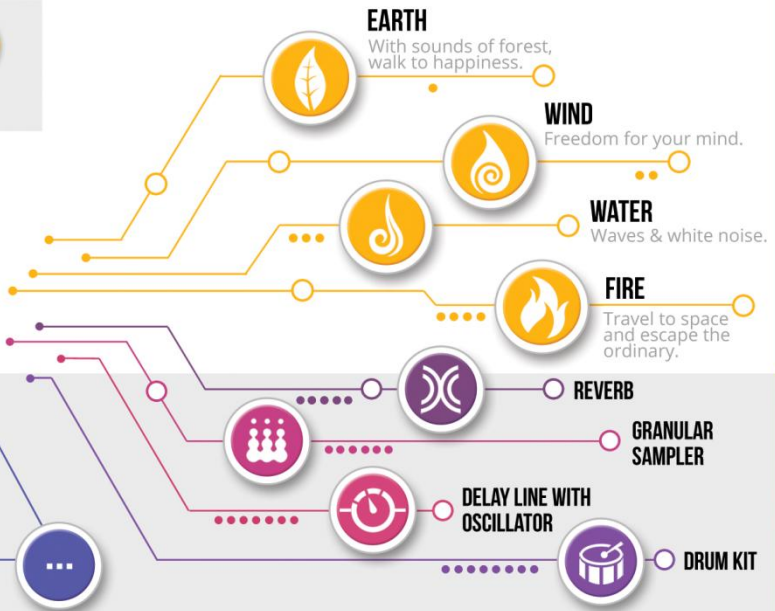 EARTH
With sounds of forest,
walk to happiness.
WIND
Freedom for your mind.
WATER
Waves & white noise.
FIRE
Travel to space
and escape the
ordinary.
REVERB
GRANULAR
SAMPLER
DELAY LINE WITH
OSCILLATOR
DRUM KIT